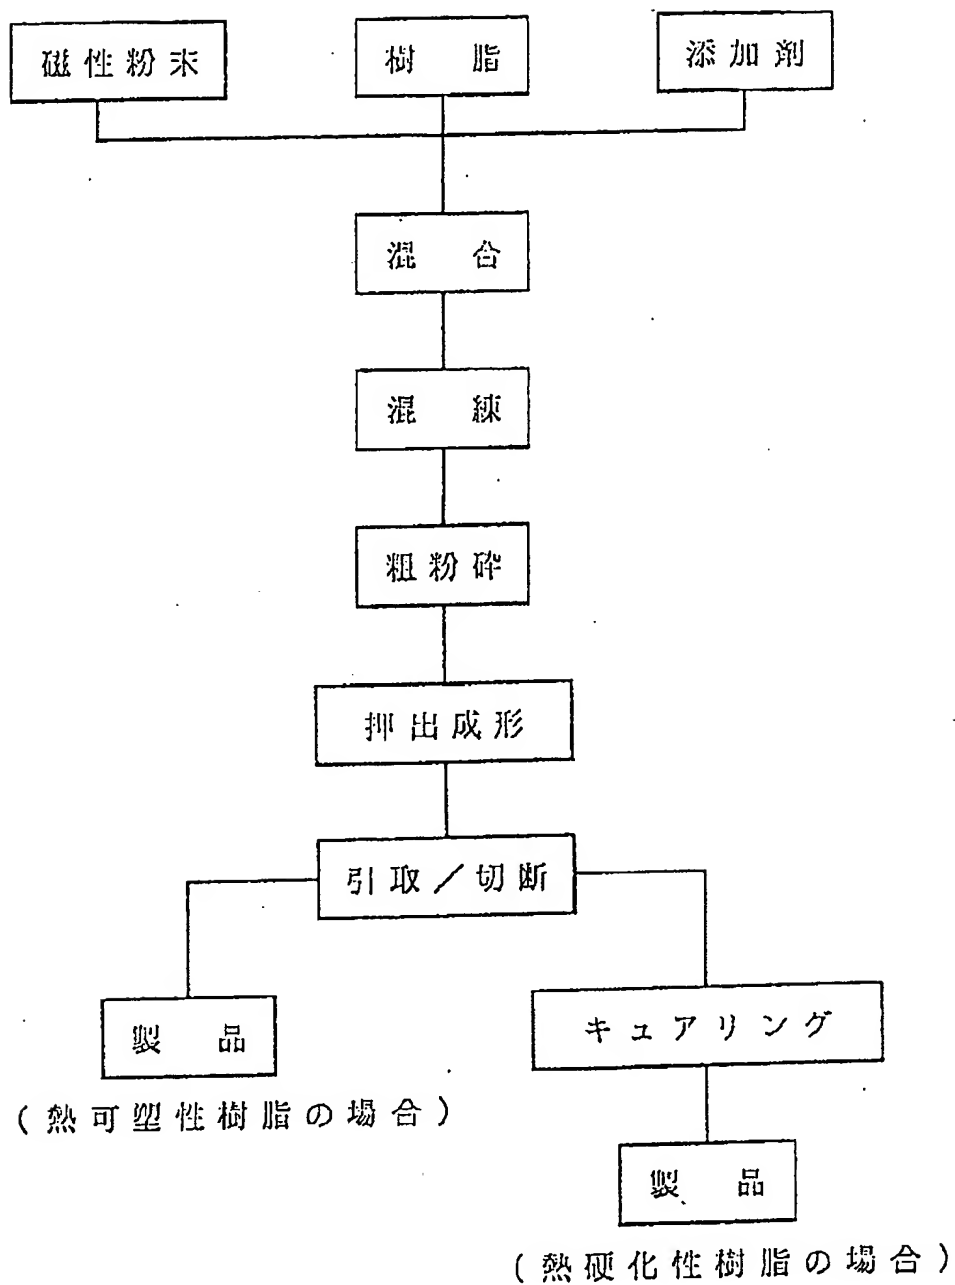 磁性粉末
樹脂
添加剤
混合
混練
粗粉砕
押出成形
引取／切断
製品
キュアリング
(熱可塑性樹脂の場合)
製品
(熱硬化性樹脂の場合)